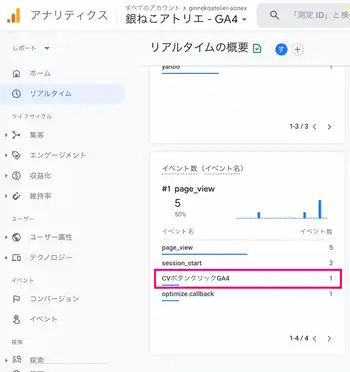 アナリティクス
すべてのアカウント > ginnekoatelier-annex
銀ねこアトリエ - GA4
「測定 ID」と検
レポート
リアルタイムの概要
す
ホーム
リアルタイム
ライフサイクル
集客
エンゲージメント
収益化
維持率
ユーザー
ユーザー属性
テクノロジー
イベント
コンバージョン
イベント
探索
探索
yahoo 1
1-3 / 3
イベント数 (イベント名)
#1 page_view
5
50%
イベント名 イベント数
page_view 5
session_start 3
CVボタンクリックGA4 1
optimize.callback 1
1-4 / 4